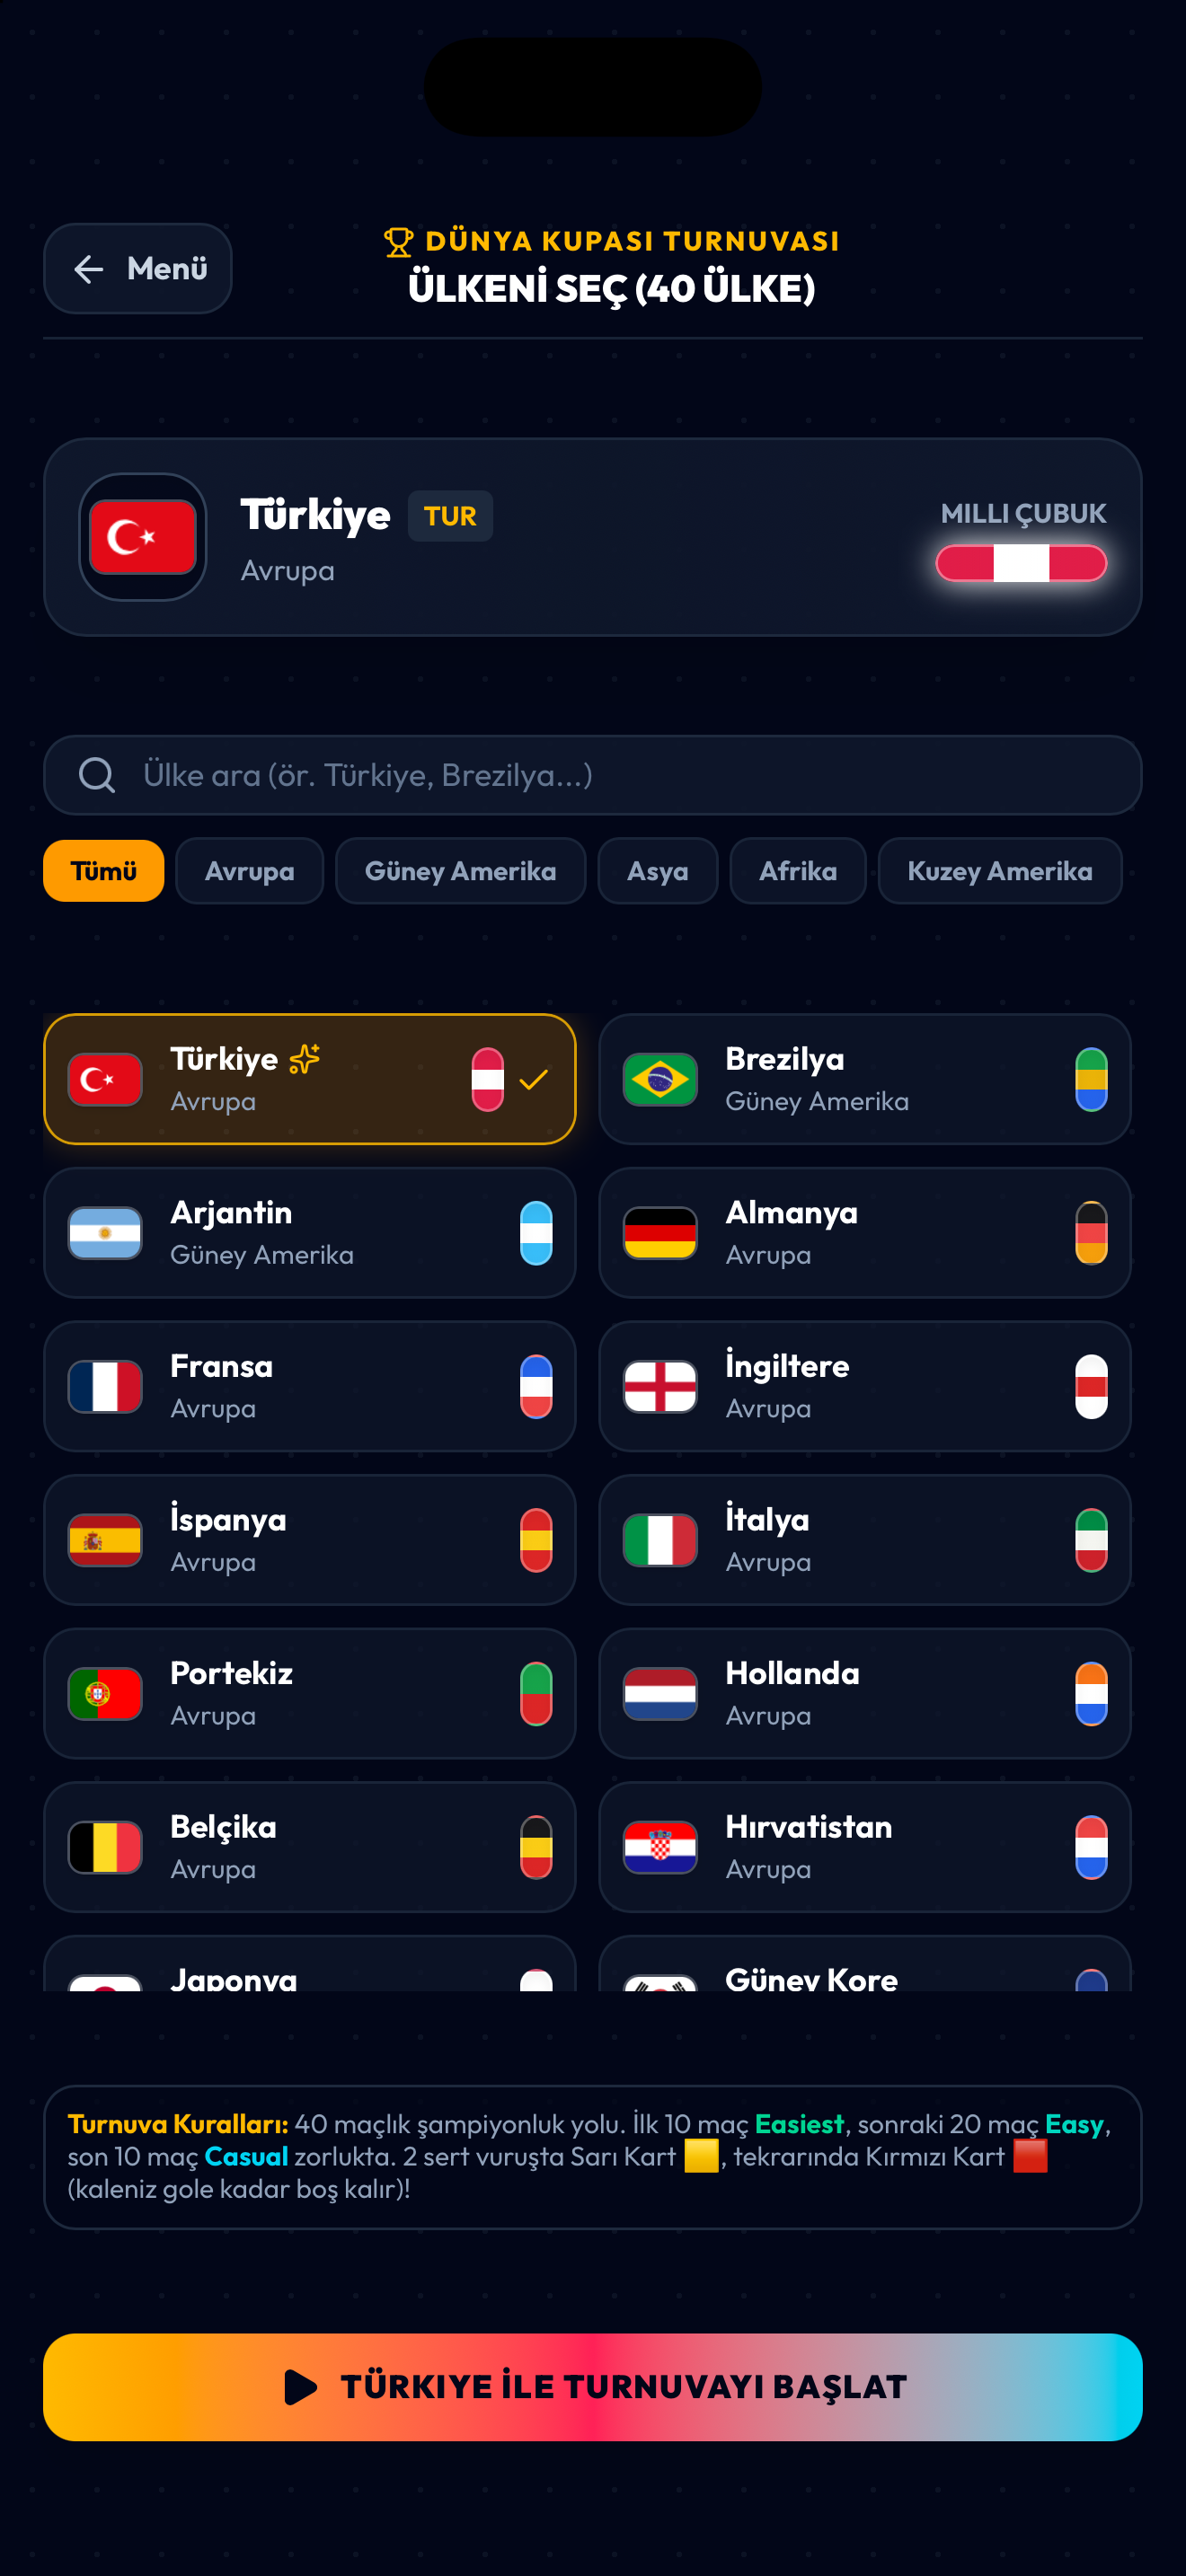 Menü
DÜNYA KUPASI TURNUVASI
ÜLKENİ SEÇ (40 ÜLKE)
Türkiye TUR
Avrupa
MILLI ÇUBUK
Ülke ara (ör. Türkiye, Brezilya...)
Tümü Avrupa Güney Amerika Asya Afrika Kuzey Amerika
Türkiye
Avrupa
Brezilya
Güney Amerika
Arjantin
Güney Amerika
Almanya
Avrupa
Fransa
Avrupa
İngiltere
Avrupa
İspanya
Avrupa
İtalya
Avrupa
Portekiz
Avrupa
Hollanda
Avrupa
Belçika
Avrupa
Hırvatistan
Avrupa
Japonya
Güney Kore
Turnuva Kuralları: 40 maçlık şampiyonluk yolu. İlk 10 maç Easiest, sonraki 20 maç Easy,
son 10 maç Casual zorlukta. 2 sert vuruşta Sarı Kart 🟨, tekrarında Kırmızı Kart 🟥
(kaleniz gole kadar boş kalır)!
TÜRKIYE İLE TURNUVAYI BAŞLAT